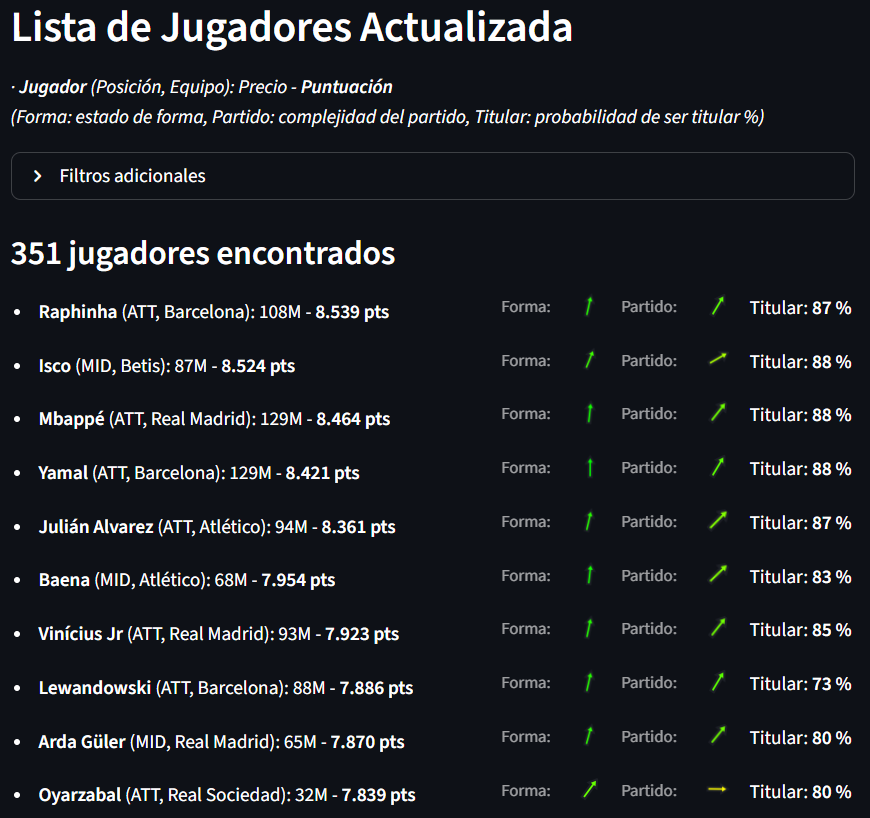 Lista de Jugadores Actualizada
· Jugador (Posición, Equipo): Precio - Puntuación
(Forma: estado de forma, Partido: complejidad del partido, Titular: probabilidad de ser titular %)
Filtros adicionales
351 jugadores encontrados
• Raphinha (ATT, Barcelona): 108M - 8.539 pts Forma: Partido: Titular: 87 %
• Isco (MID, Betis): 87M - 8.524 pts Forma: Partido: Titular: 88 %
• Mbappé (ATT, Real Madrid): 129M - 8.464 pts Forma: Partido: Titular: 88 %
• Yamal (ATT, Barcelona): 129M - 8.421 pts Forma: Partido: Titular: 88 %
• Julián Alvarez (ATT, Atlético): 94M - 8.361 pts Forma: Partido: Titular: 87 %
• Baena (MID, Atlético): 68M - 7.954 pts Forma: Partido: Titular: 83 %
• Vinícius Jr (ATT, Real Madrid): 93M - 7.923 pts Forma: Partido: Titular: 85 %
• Lewandowski (ATT, Barcelona): 88M - 7.886 pts Forma: Partido: Titular: 73 %
• Arda Güler (MID, Real Madrid): 65M - 7.870 pts Forma: Partido: Titular: 80 %
• Oyarzabal (ATT, Real Sociedad): 32M - 7.839 pts Forma: Partido: Titular: 80 %